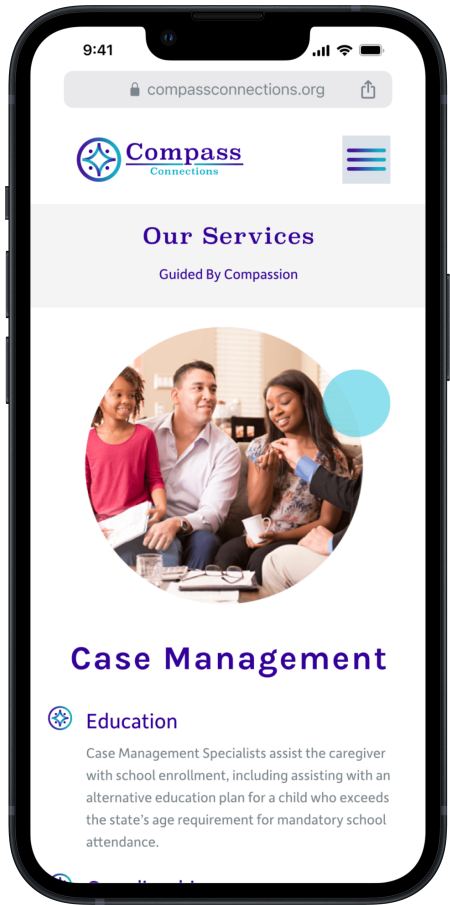 9:41
compassconnections.org
Compass
Connections
Our Services
Guided By Compassion
Case Management
Education
Case Management Specialists assist the caregiver
with school enrollment, including assisting with an
alternative education plan for a child who exceeds
the state's age requirement for mandatory school
attendance.